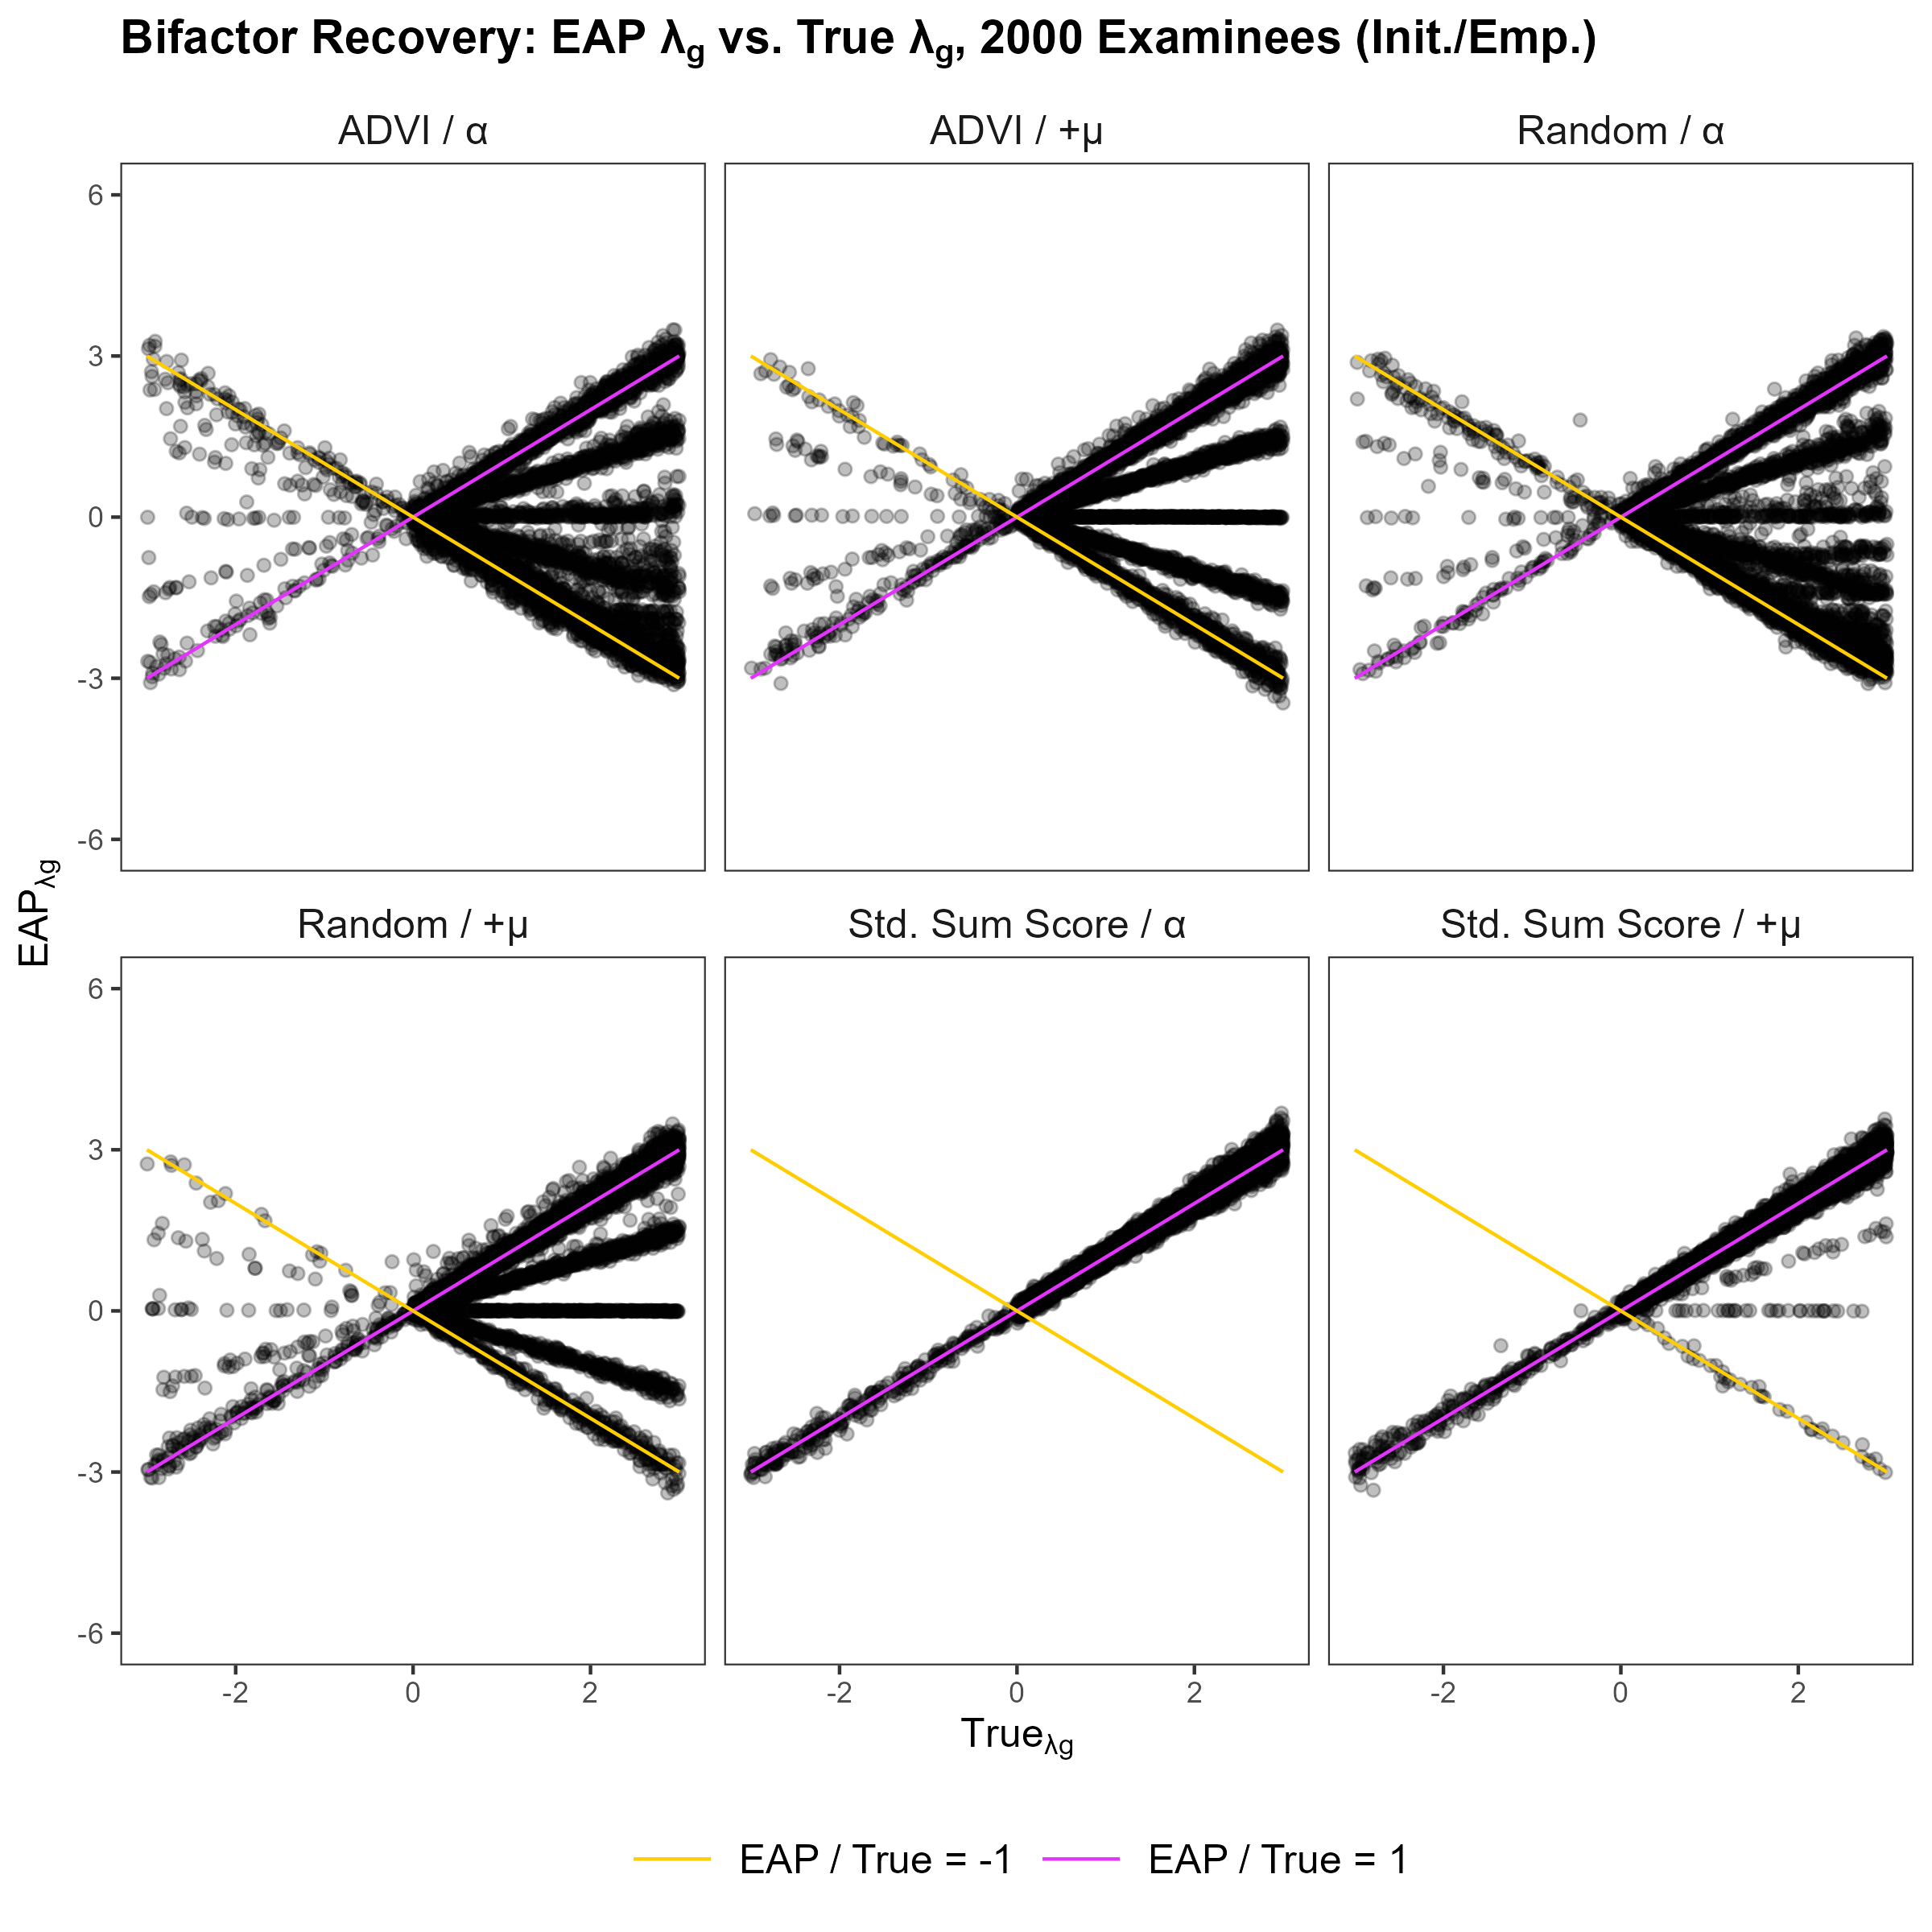 Bifactor Recovery: EAP λg vs. True λg, 2000 Examinees (Init./Emp.)
ADVI / α
ADVI / +μ
Random / α
6
3
0
-3
-6
EAPλg
Random / +μ
Std. Sum Score / α
Std. Sum Score / +μ
6
3
0
-3
-6
-2 0 2 -2 0 2 -2 0 2
Trueλg
EAP / True = -1 EAP / True = 1